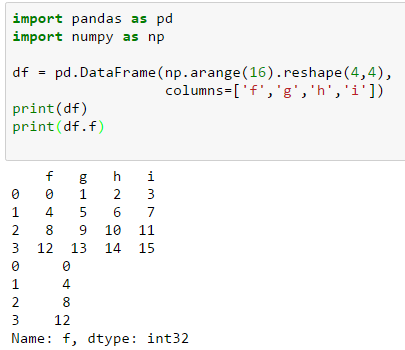 import pandas as pd
import numpy as np
df = pd.DataFrame(np.arange(16).reshape(4,4),
columns=['f','g','h','i'])
print(df)
print(df.f)
f g h i
0 0 1 2 3
1 4 5 6 7
2 8 9 10 11
3 12 13 14 15
0 0
1 4
2 8
3 12
Name: f, dtype: int32